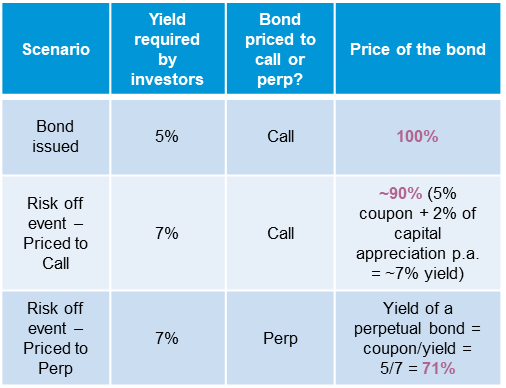 Scenario
Yield
required
by
investors
Bond
priced to
call or
perp?
Price of the bond
Bond
issued
5%
Call
100%
Risk off
event –
Priced to
Call
7%
Call
~90% (5%
coupon + 2% of
capital
appreciation p.a.
= ~7% yield)
Risk off
event –
Priced to
Perp
7%
Perp
Yield of a
perpetual bond =
coupon/yield =
5/7 = 71%